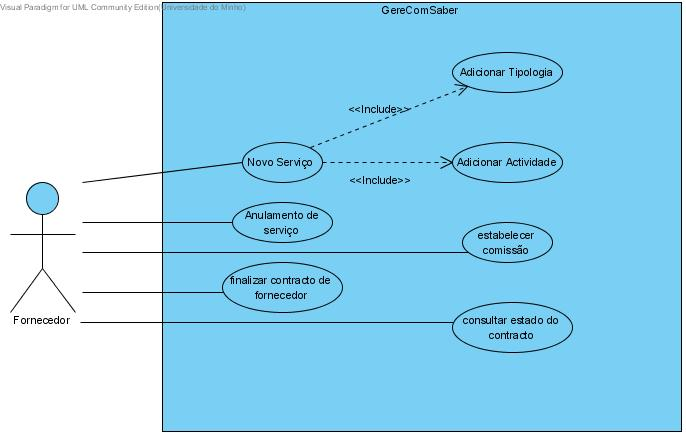 Visual Paradigm for UML Community Edition(Universidade do Minho)
GereComSaber
Adicionar Tipologia
<<Include>>
Novo Serviço
Adicionar Actividade
<<Include>>
Anulamento de
serviço
estabelecer
comissão
finalizar contracto de
fornecedor
Fornecedor
consultar estado do
contracto